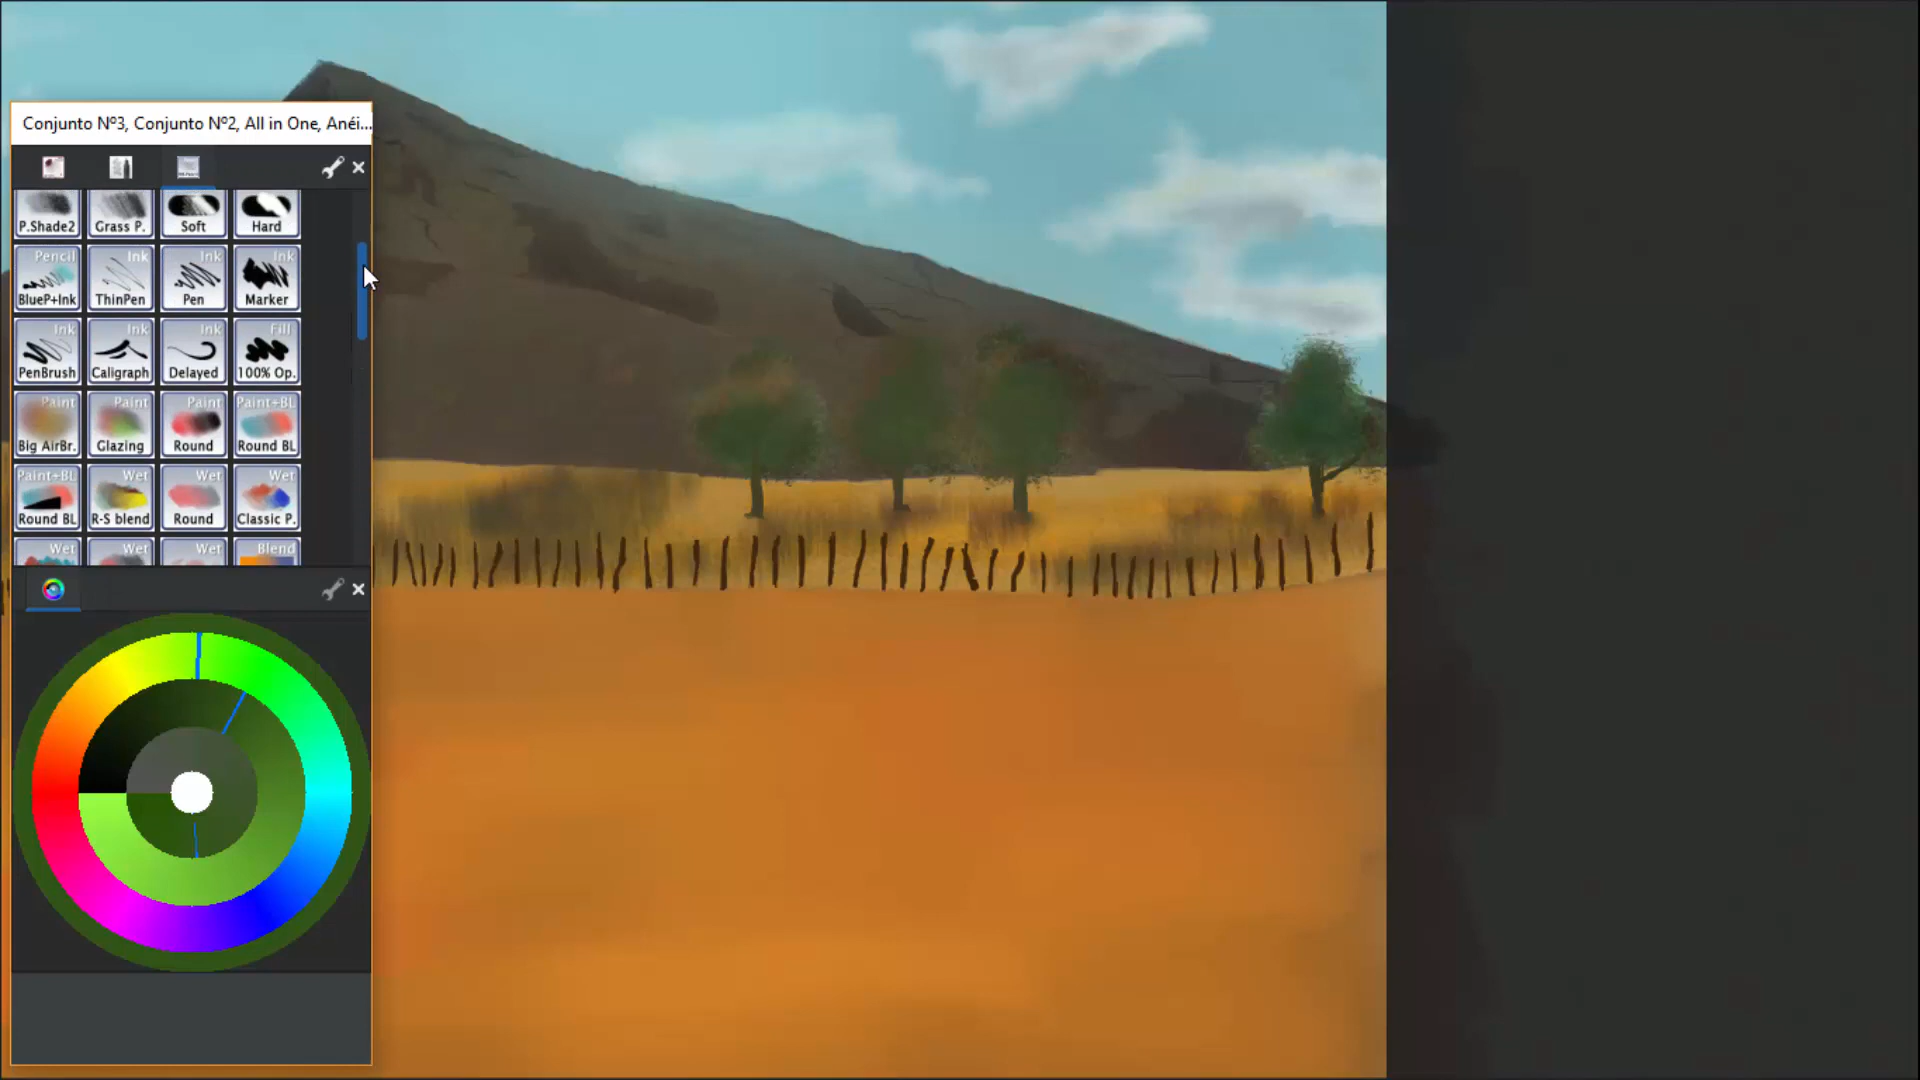 Conjunto Nº3, Conjunto Nº2, All in One, Anéi...
P.Shade2 Grass P. Soft Hard
Pencil Ink Ink Ink
BlueP+Ink ThinPen Pen Marker
Ink Ink Ink Fill
PenBrush Caligraph Delayed 100% Op.
Paint Paint Paint Paint+BL
Big AirBr. Glazing Round Round BL
Paint+BL Wet Wet Wet
Round BL R-S blend Round Classic P.
Wet Wet Wet Blend